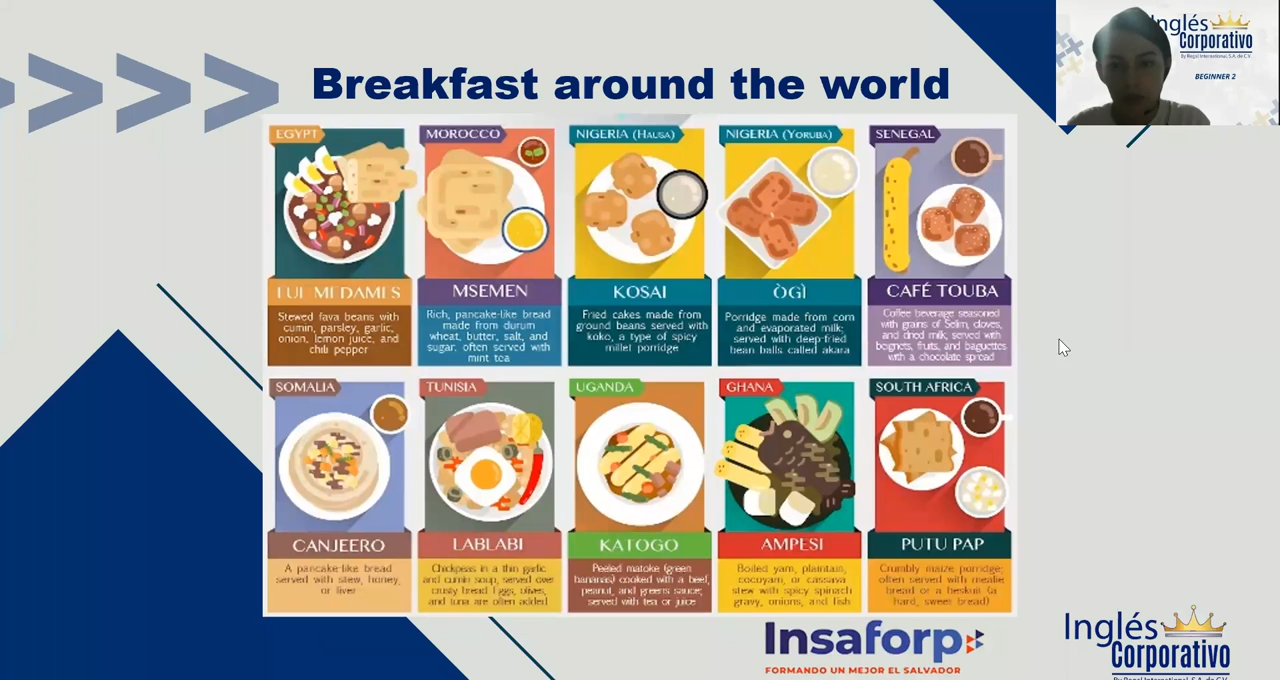 Breakfast around the world
Inglés
Corporativo
By Regal International, S.A. de C.V.
BEGINNER 2
EGYPT
FUL MEDAMES
Stewed fava beans with
cumin, parsley, garlic,
onion, lemon juice, and
chili pepper
MOROCCO
MSEMEN
Rich, pancake-like bread
made from durum
wheat, butter, salt, and
sugar, often served with
mint tea
NIGERIA (HAUSA)
KOSAI
Fried cakes made from
ground beans served with
koko, a type of spicy
millet porridge
NIGERIA (YORUBA)
ÒGÌ
Porridge made from corn
and evaporated milk;
served with deep-fried
bean balls called akara
SENEGAL
CAFÉ TOUBA
Coffee beverage seasoned
with grains of Selim, cloves,
and dried milk, served with
beignets, fruits, and baguettes
with a chocolate spread
SOMALIA
CANJEERO
A pancake-like bread
served with stew, honey,
or liver
TUNISIA
LABLABI
Chickpeas in a thin garlic
and cumin soup, served over
crusty bread Eggs, olives,
and tuna are often added
UGANDA
KATOGO
Peeled matoke (green
bananas) cooked with a beef,
peanut, and greens sauce;
served with tea or juice
GHANA
AMPESI
Boiled yam, plantain,
cocoyam, or cassava
stew with spicy spinach
gravy, onions, and fish
SOUTH AFRICA
PUTU PAP
Crumbly maize porridge;
often served with mealie
bread or a beskuit (a
hard, sweet bread)
Insaforp
FORMANDO UN MEJOR EL SALVADOR
Inglés
Corporativo
By Regal International, S.A. de C.V.